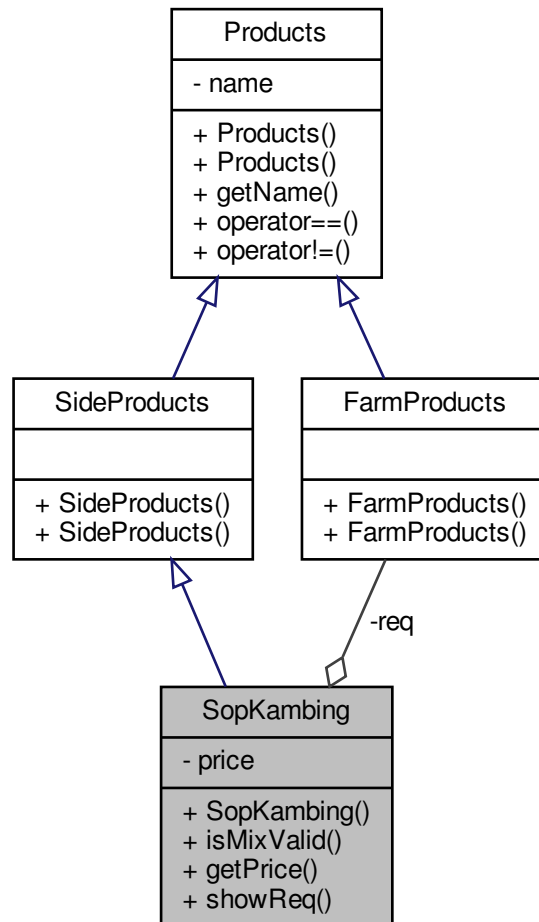 Products
- name
+ Products()
+ Products()
+ getName()
+ operator==()
+ operator!=()
SideProducts
+ SideProducts()
+ SideProducts()
FarmProducts
+ FarmProducts()
+ FarmProducts()
-req
SopKambing
- price
+ SopKambing()
+ isMixValid()
+ getPrice()
+ showReq()